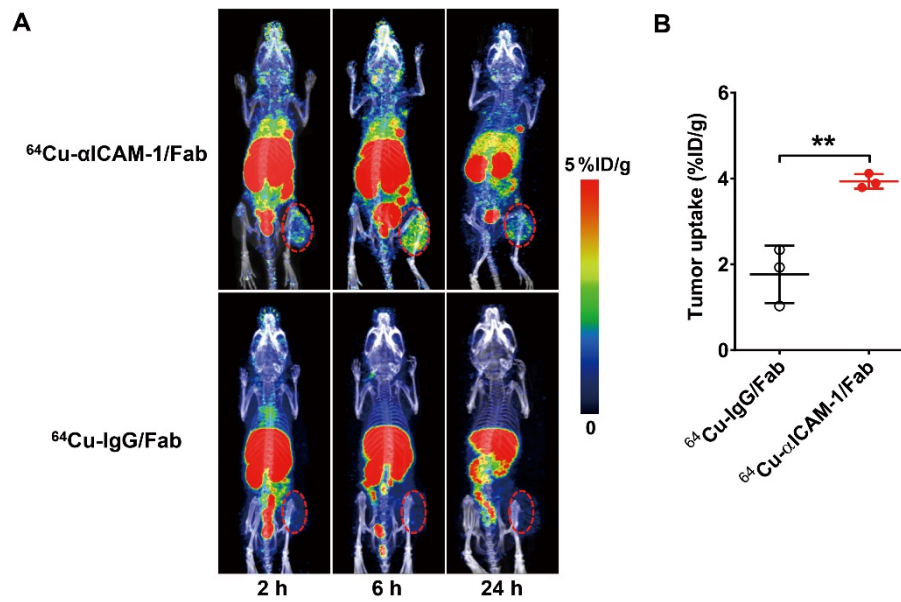 A
B
⁶⁴Cu-αICAM-1/Fab
⁶⁴Cu-IgG/Fab
2 h
6 h
24 h
5 %ID/g
0
Tumor uptake (%ID/g)
6
4
2
0
**
⁶⁴Cu-IgG/Fab
⁶⁴Cu-αICAM-1/Fab